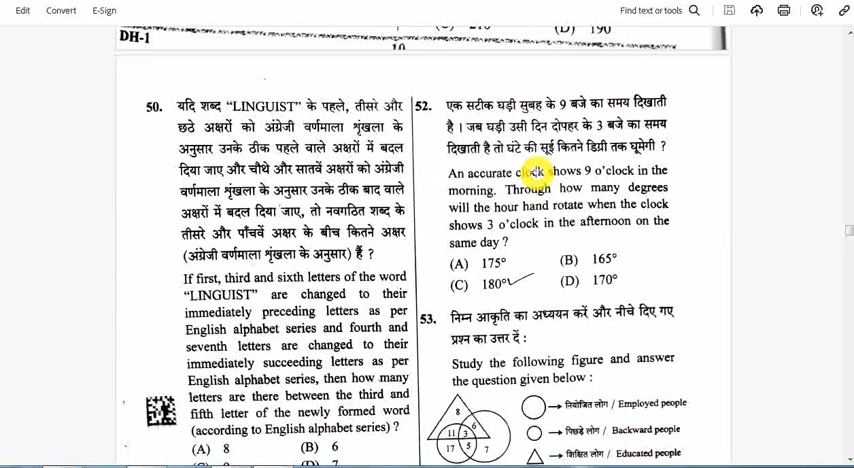 Edit Convert E-Sign Find text or tools
(D) 190
DH-1
10
50. यदि शब्द “LINGUIST” के पहले, तीसरे और
छठे अक्षरों को अंग्रेजी वर्णमाला शृंखला के
अनुसार उनके ठीक पहले वाले अक्षरों में बदल
दिया जाए और चौथे और सातवें अक्षरों को अंग्रेजी
वर्णमाला शृंखला के अनुसार उनके ठीक बाद वाले
अक्षरों में बदल दिया जाए, तो नवगठित शब्द के
तीसरे और पाँचवें अक्षर के बीच कितने अक्षर
(अंग्रेजी वर्णमाला शृंखला के अनुसार) हैं ?
If first, third and sixth letters of the word
“LINGUIST” are changed to their
immediately preceding letters as per
English alphabet series and fourth and
seventh letters are changed to their
immediately succeeding letters as per
English alphabet series, then how many
letters are there between the third and
fifth letter of the newly formed word
(according to English alphabet series) ?
(A) 8 (B) 6
52. एक सटीक घड़ी सुबह के 9 बजे का समय दिखाती
है । जब घड़ी उसी दिन दोपहर के 3 बजे का समय
दिखाती है तो घंटे की सूई कितने डिग्री तक घूमेगी ?
An accurate clock shows 9 o’clock in the
morning. Through how many degrees
will the hour hand rotate when the clock
shows 3 o’clock in the afternoon on the
same day ?
(A) 175° (B) 165°
(C) 180° (D) 170°
53. निम्न आकृति का अध्ययन करें और नीचे दिए गए
प्रश्न का उत्तर दें :
Study the following figure and answer
the question given below :
8
6
11 3
17 5 7
→ नियोजित लोग / Employed people
→ पिछड़े लोग / Backward people
→ शिक्षित लोग / Educated people